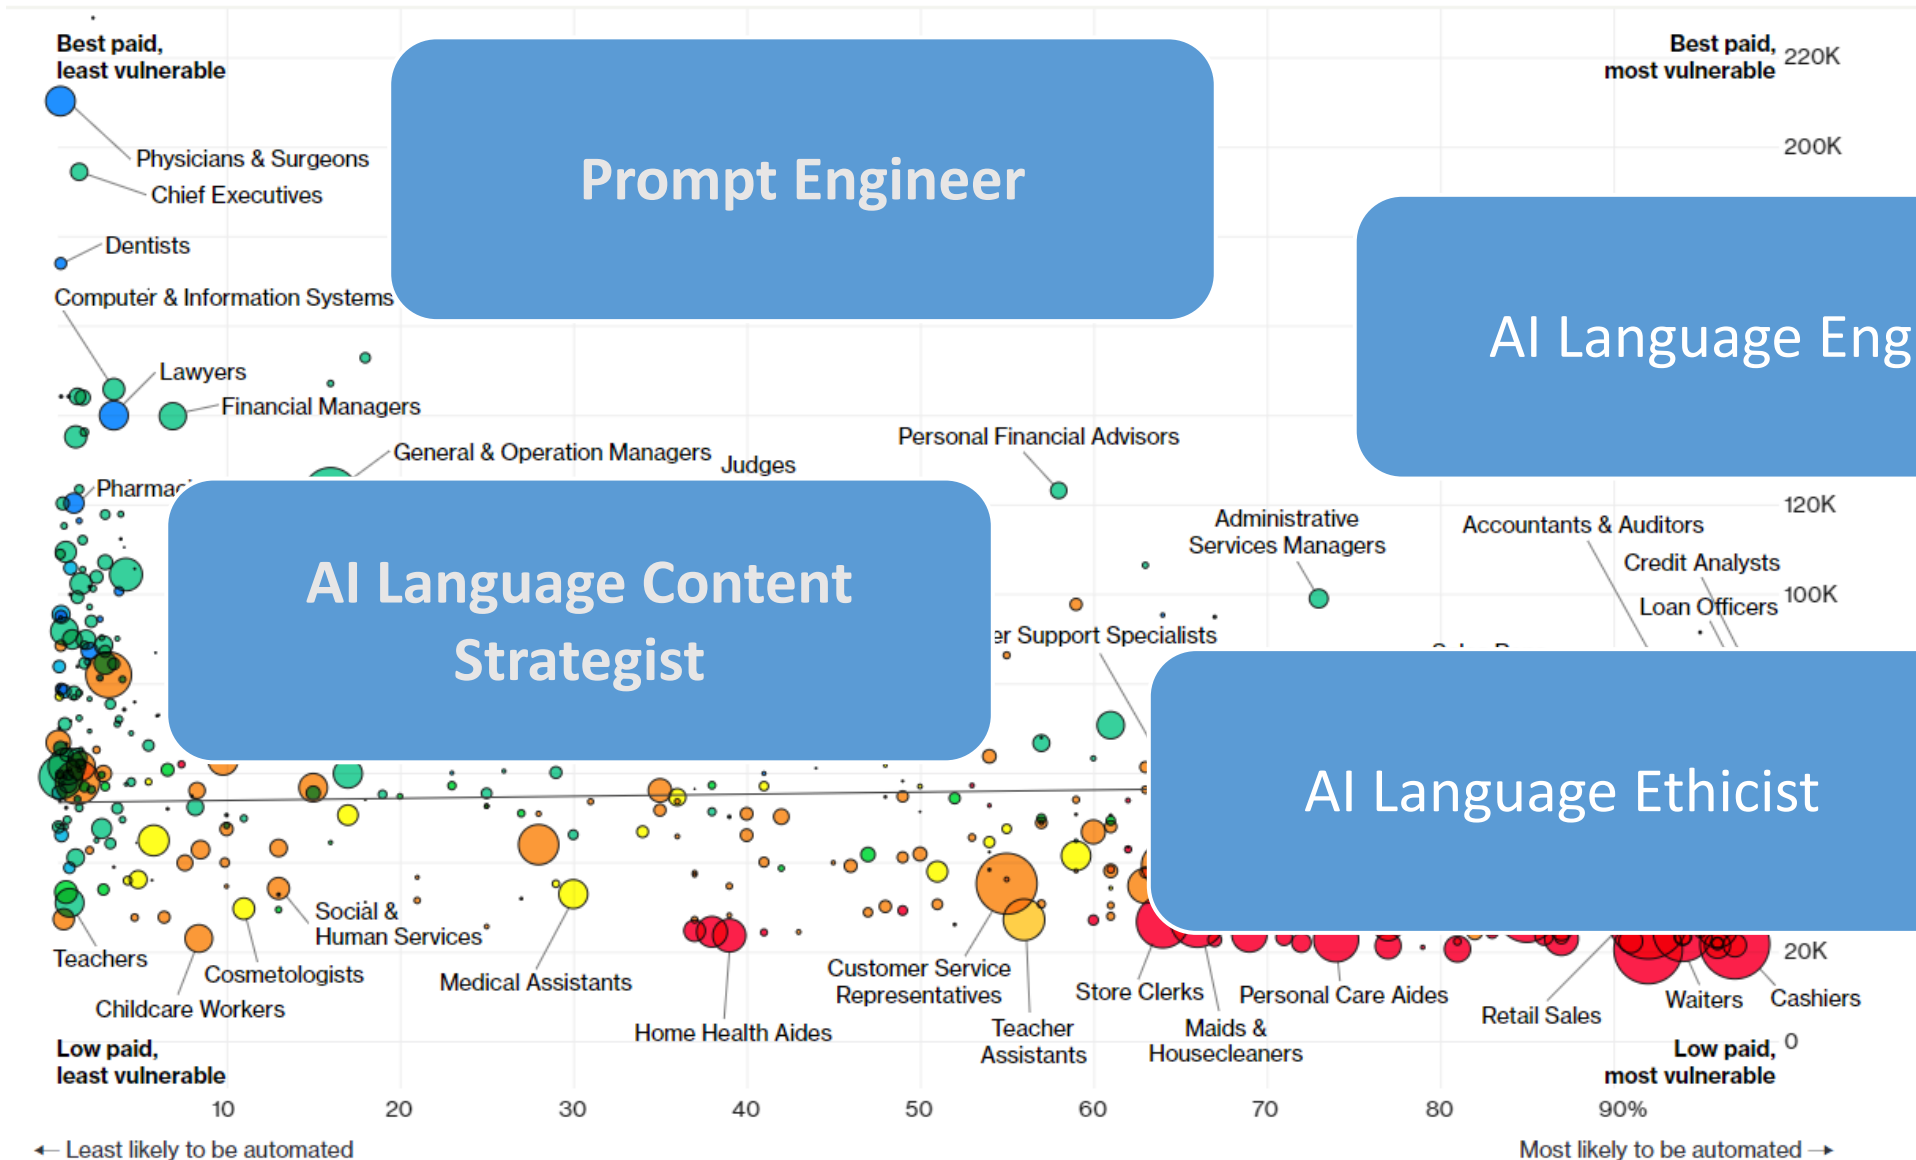 Best paid,
least vulnerable
Best paid,
most vulnerable
220K
Physicians & Surgeons
200K
Chief Executives
Prompt Engineer
Dentists
Computer & Information Systems
AI Language Eng
Lawyers
Financial Managers
General & Operation Managers
Judges
Personal Financial Advisors
Pharmac
120K
Administrative
Services Managers
Accountants & Auditors
Credit Analysts
100K
Loan Officers
AI Language Content
Strategist
er Support Specialists
AI Language Ethicist
Social &
Human Services
Teachers
Cosmetologists
Childcare Workers
Medical Assistants
Home Health Aides
Customer Service
Representatives
Teacher
Assistants
Store Clerks
Maids &
Housecleaners
Personal Care Aides
Retail Sales
Waiters
Cashiers
20K
0
Low paid,
least vulnerable
Low paid,
most vulnerable
10
20
30
40
50
60
70
80
90%
← Least likely to be automated
Most likely to be automated →